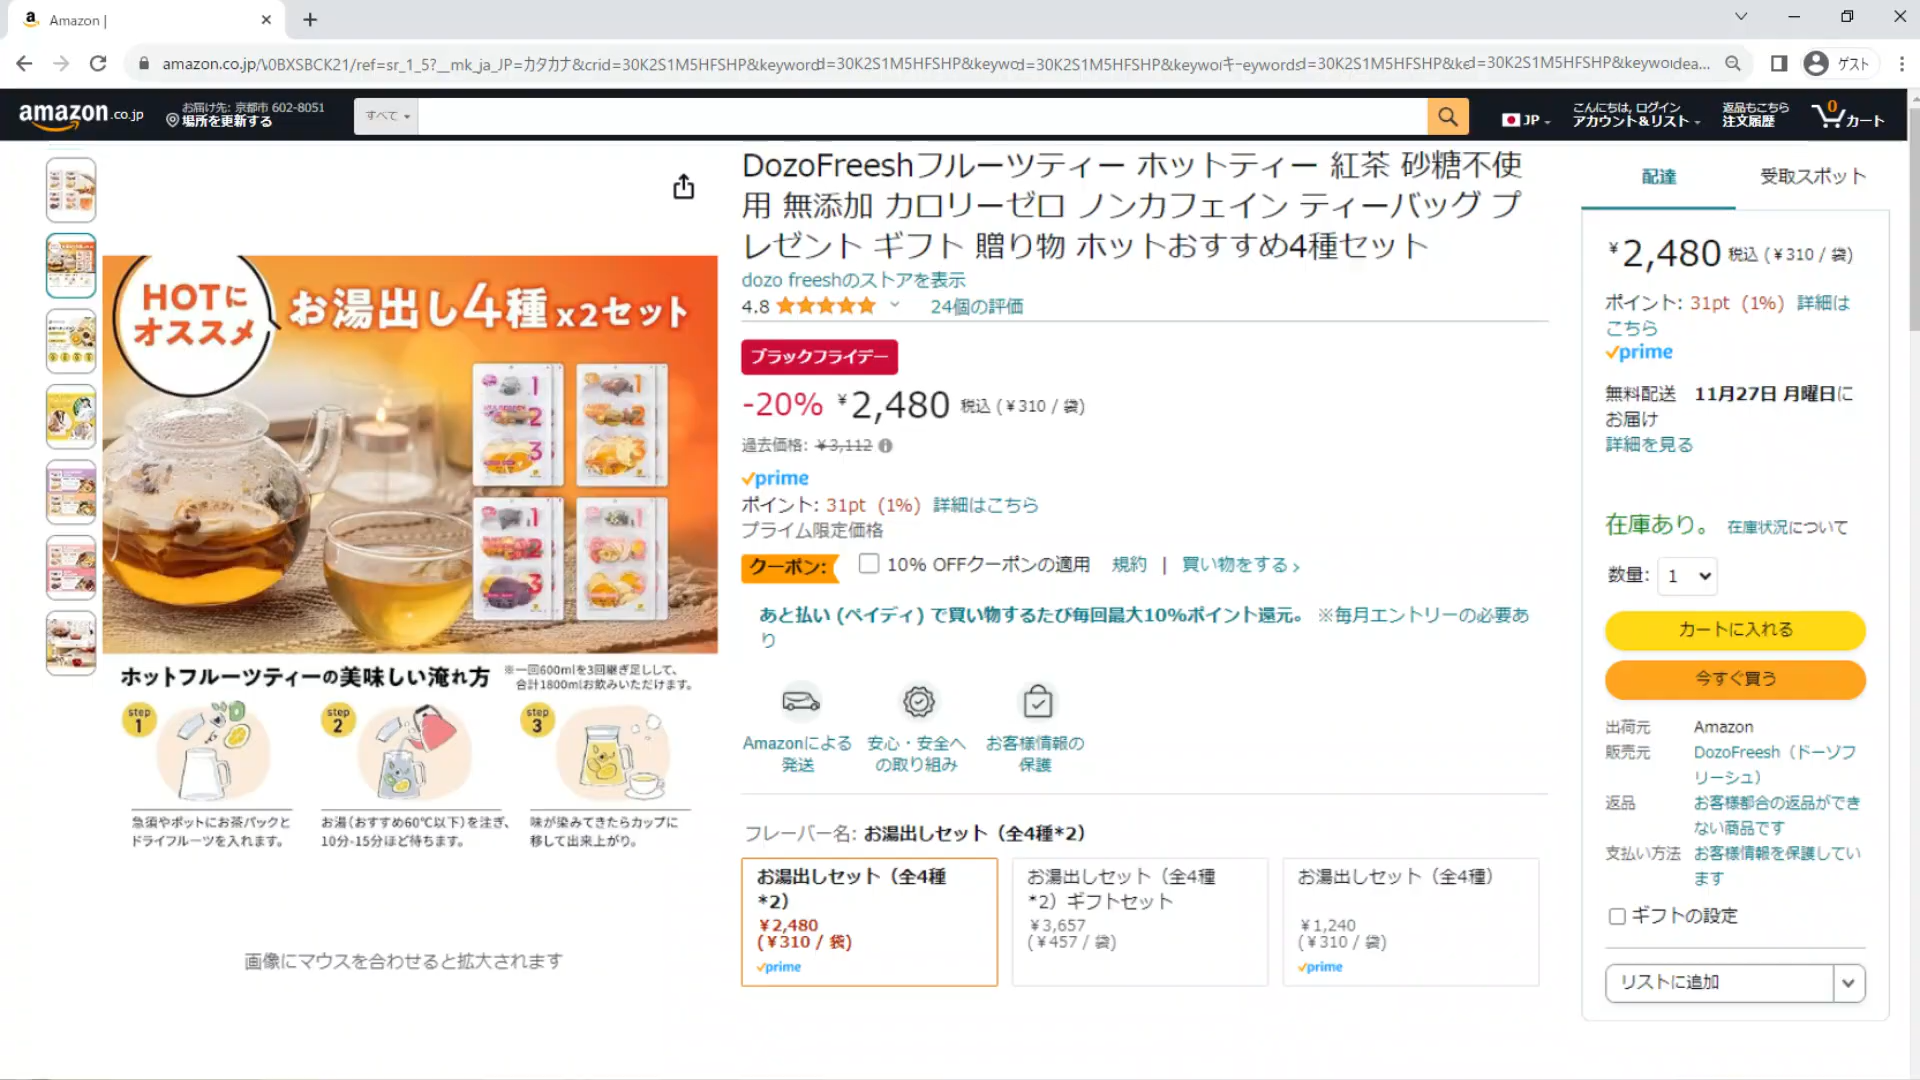 Amazon |
amazon.co.jp/\0BXSBCK21/ref=sr_1_5?__mk_ja_JP=カタカナ&crid=30K2S1M5HFSHP&keyword
ゲスト
amazon.co.jp
お届け先: 京都市 602-8051
場所を更新する
すべて
JP
こんにちは, ログイン
アカウント&リスト
返品もこちら
注文履歴
0
カート
HOTに
オススメ
お湯出し4種x2セット
ホットフルーツティーの美味しい淹れ方
※一回600mlを3回継ぎ足しして、
合計1800mlお飲みいただけます。
step
1
step
2
step
3
急須やポットにお茶パックと
ドライフルーツを入れます。
お湯(おすすめ60℃以下)を注ぎ、
10分-15分ほど待ちます。
味が染みてきたらカップに
移して出来上がり。
画像にマウスを合わせると拡大されます
DozoFreeshフルーツティー ホットティー 紅茶 砂糖不使
用 無添加 カロリーゼロ ノンカフェイン ティーバッグ プ
レゼント ギフト 贈り物 ホットおすすめ4種セット
dozo freeshのストアを表示
4.8
24個の評価
ブラックフライデー
-20% ¥2,480 税込 (¥310 / 袋)
過去価格: ¥3,112
prime
ポイント: 31pt (1%) 詳細はこちら
プライム限定価格
クーポン: 10% OFFクーポンの適用 規約 | 買い物をする ›
あと払い (ペイディ) で買い物するたび毎回最大10%ポイント還元。 ※毎月エントリーの必要あ
り
Amazonによる
発送
安心・安全へ
の取り組み
お客様情報の
保護
フレーバー名: お湯出しセット（全4種*2）
お湯出しセット（全4種
*2）
¥2,480
(¥310 / 袋)
prime
お湯出しセット（全4種
*2）ギフトセット
¥3,657
(¥457 / 袋)
お湯出しセット（全4種）
¥1,240
(¥310 / 袋)
prime
配達
受取スポット
¥2,480 税込 (¥310 / 袋)
ポイント: 31pt (1%) 詳細は
こちら
prime
無料配送 11月27日 月曜日に
お届け
詳細を見る
在庫あり。 在庫状況について
数量: 1
カートに入れる
今すぐ買う
出荷元 Amazon
販売元 DozoFreesh（ドーゾフ
リーシュ）
返品 お客様都合の返品ができ
ない商品です
支払い方法 お客様情報を保護してい
ます
ギフトの設定
リストに追加